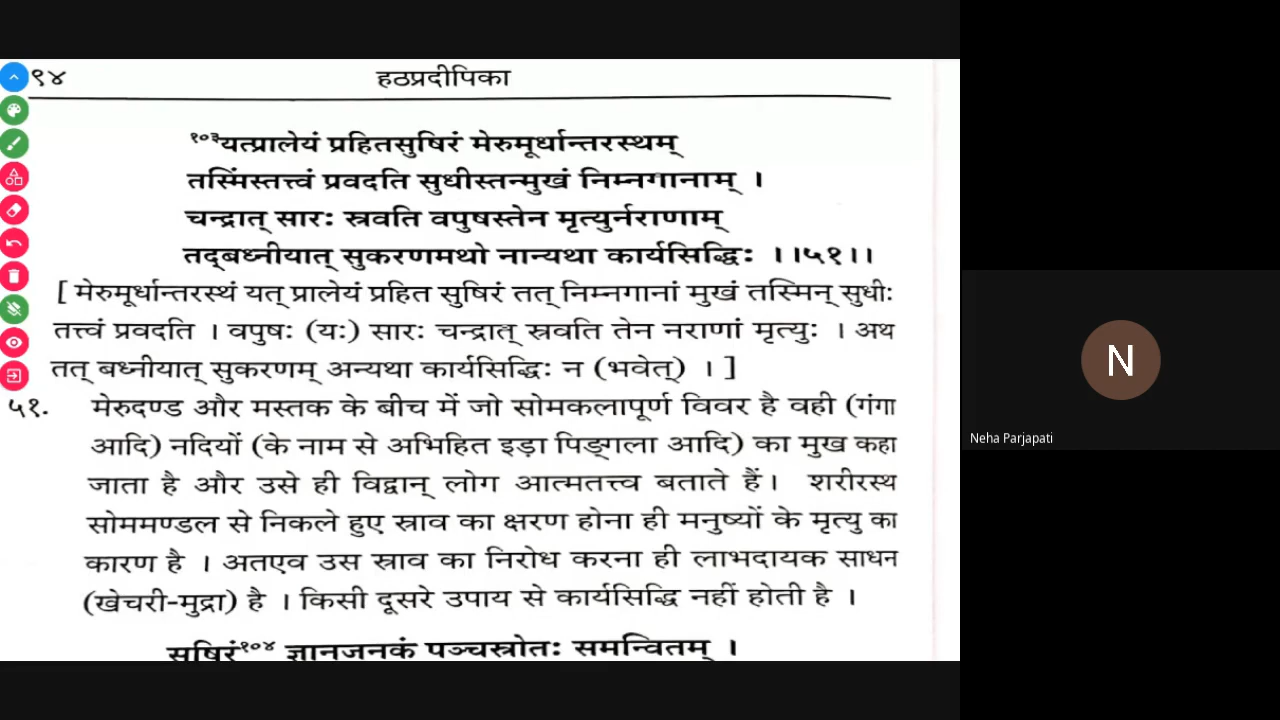 ९४ हठप्रदीपिका
१०३यत्प्रालेयं प्रहितसुषिरं मेरुमूर्धान्तरस्थम्
तस्मिंस्तत्त्वं प्रवदति सुधीस्तन्मुखं निम्नगानाम् ।
चन्द्रात् सारः स्रवति वपुषस्तेन मृत्युर्नराणाम्
तद्बध्नीयात् सुकरणमथो नान्यथा कार्यसिद्धिः ।।५१।।
[ मेरुमूर्धान्तरस्थं यत् प्रालेयं प्रहित सुषिरं तत् निम्नगानां मुखं तस्मिन् सुधीः
तत्त्वं प्रवदति । वपुषः (यः) सारः चन्द्रात् स्रवति तेन नराणां मृत्युः । अथ
तत् बध्नीयात् सुकरणम् अन्यथा कार्यसिद्धिः न (भवेत्) । ]
५१. मेरुदण्ड और मस्तक के बीच में जो सोमकलापूर्ण विवर है वही (गंगा
आदि) नदियों (के नाम से अभिहित इड़ा पिङ्गला आदि) का मुख कहा
जाता है और उसे ही विद्वान् लोग आत्मतत्त्व बताते हैं। शरीरस्थ
सोममण्डल से निकले हुए स्राव का क्षरण होना ही मनुष्यों के मृत्यु का
कारण है । अतएव उस स्राव का निरोध करना ही लाभदायक साधन
(खेचरी-मुद्रा) है । किसी दूसरे उपाय से कार्यसिद्धि नहीं होती है ।
सुषिरं१०४ ज्ञानजनकं पञ्चस्रोतः समन्वितम् ।
N
Neha Parjapati